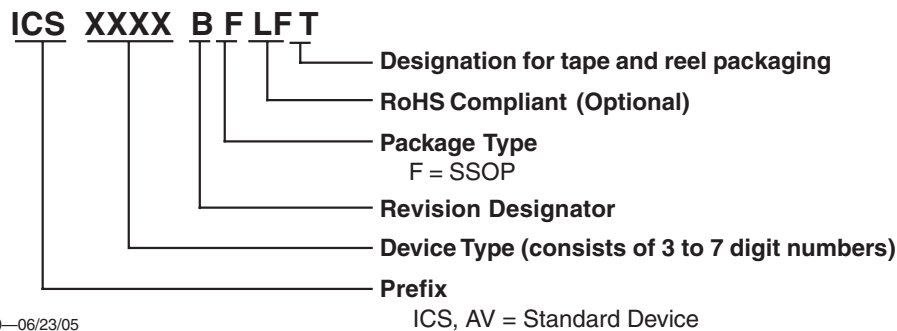 ICS XXXX B F LF T
Designation for tape and reel packaging
RoHS Compliant (Optional)
Package Type
F = SSOP
Revision Designator
Device Type (consists of 3 to 7 digit numbers)
Prefix
ICS, AV = Standard Device
—06/23/05